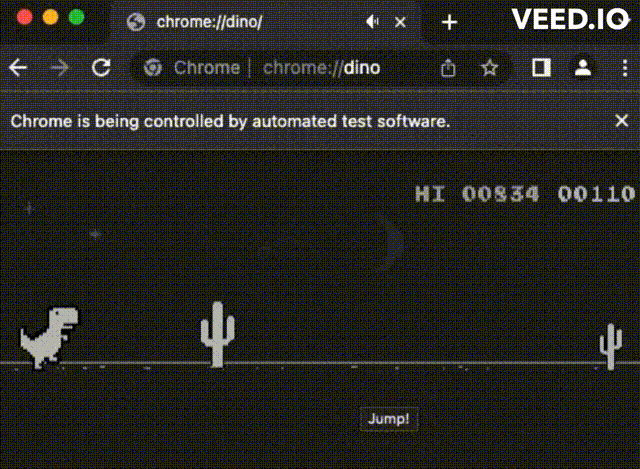 chrome://dino/
VEED.IO
Chrome | chrome://dino
Chrome is being controlled by automated test software.
HI 00834 00110
Jump!